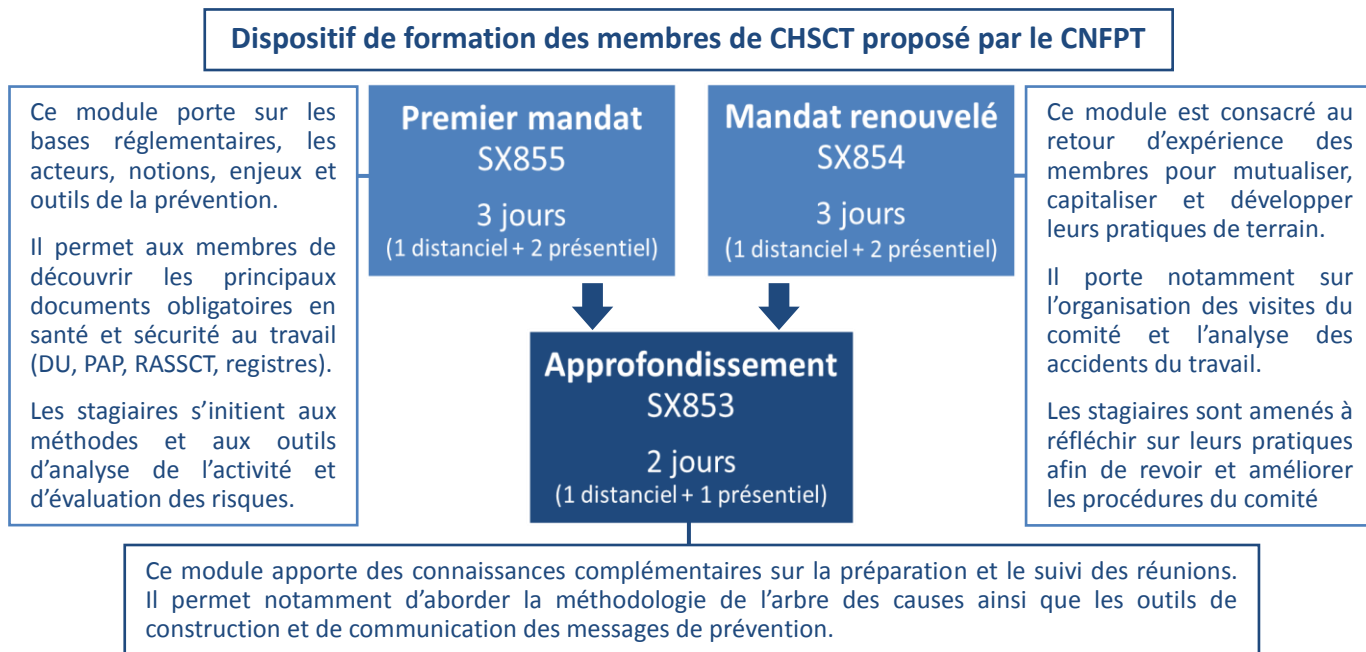 Dispositif de formation des membres de CHSCT proposé par le CNFPT
Ce module porte sur les
bases réglementaires, les
acteurs, notions, enjeux et
outils de la prévention.
Il permet aux membres de
découvrir les principaux
documents obligatoires en
santé et sécurité au travail
(DU, PAP, RASSCT, registres).
Les stagiaires s'initient aux
méthodes et aux outils
d'analyse de l'activité et
d'évaluation des risques.
Premier mandat
SX855
3 jours
(1 distanciel + 2 présentiel)
Mandat renouvelé
SX854
3 jours
(1 distanciel + 2 présentiel)
Ce module est consacré au
retour d'expérience des
membres pour mutualiser,
capitaliser et développer
leurs pratiques de terrain.
Il porte notamment sur
l'organisation des visites du
comité et l'analyse des
accidents du travail.
Les stagiaires sont amenés à
réfléchir sur leurs pratiques
afin de revoir et améliorer
les procédures du comité
Approfondissement
SX853
2 jours
(1 distanciel + 1 présentiel)
Ce module apporte des connaissances complémentaires sur la préparation et le suivi des réunions.
Il permet notamment d'aborder la méthodologie de l'arbre des causes ainsi que les outils de
construction et de communication des messages de prévention.